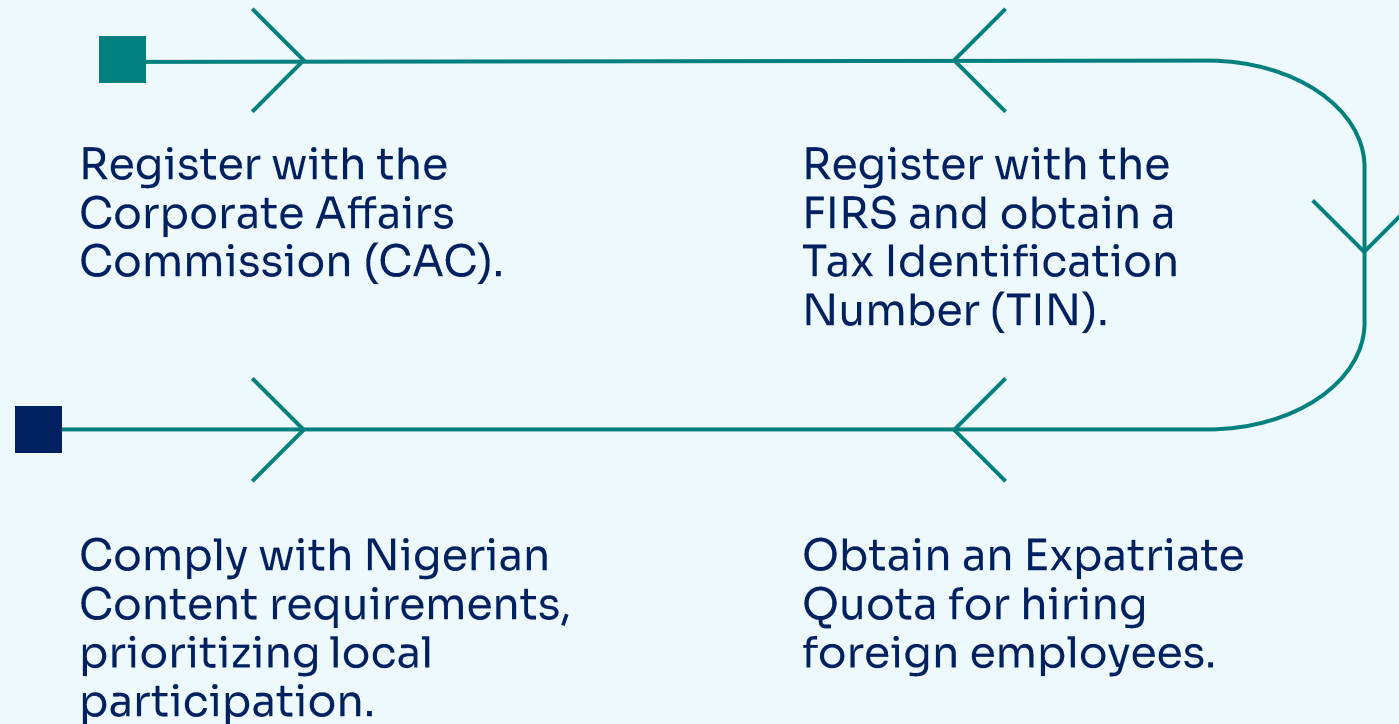 Register with the
Corporate Affairs
Commission (CAC).
Register with the
FIRS and obtain a
Tax Identification
Number (TIN).
Obtain an Expatriate
Quota for hiring
foreign employees.
Comply with Nigerian
Content requirements,
prioritizing local
participation.